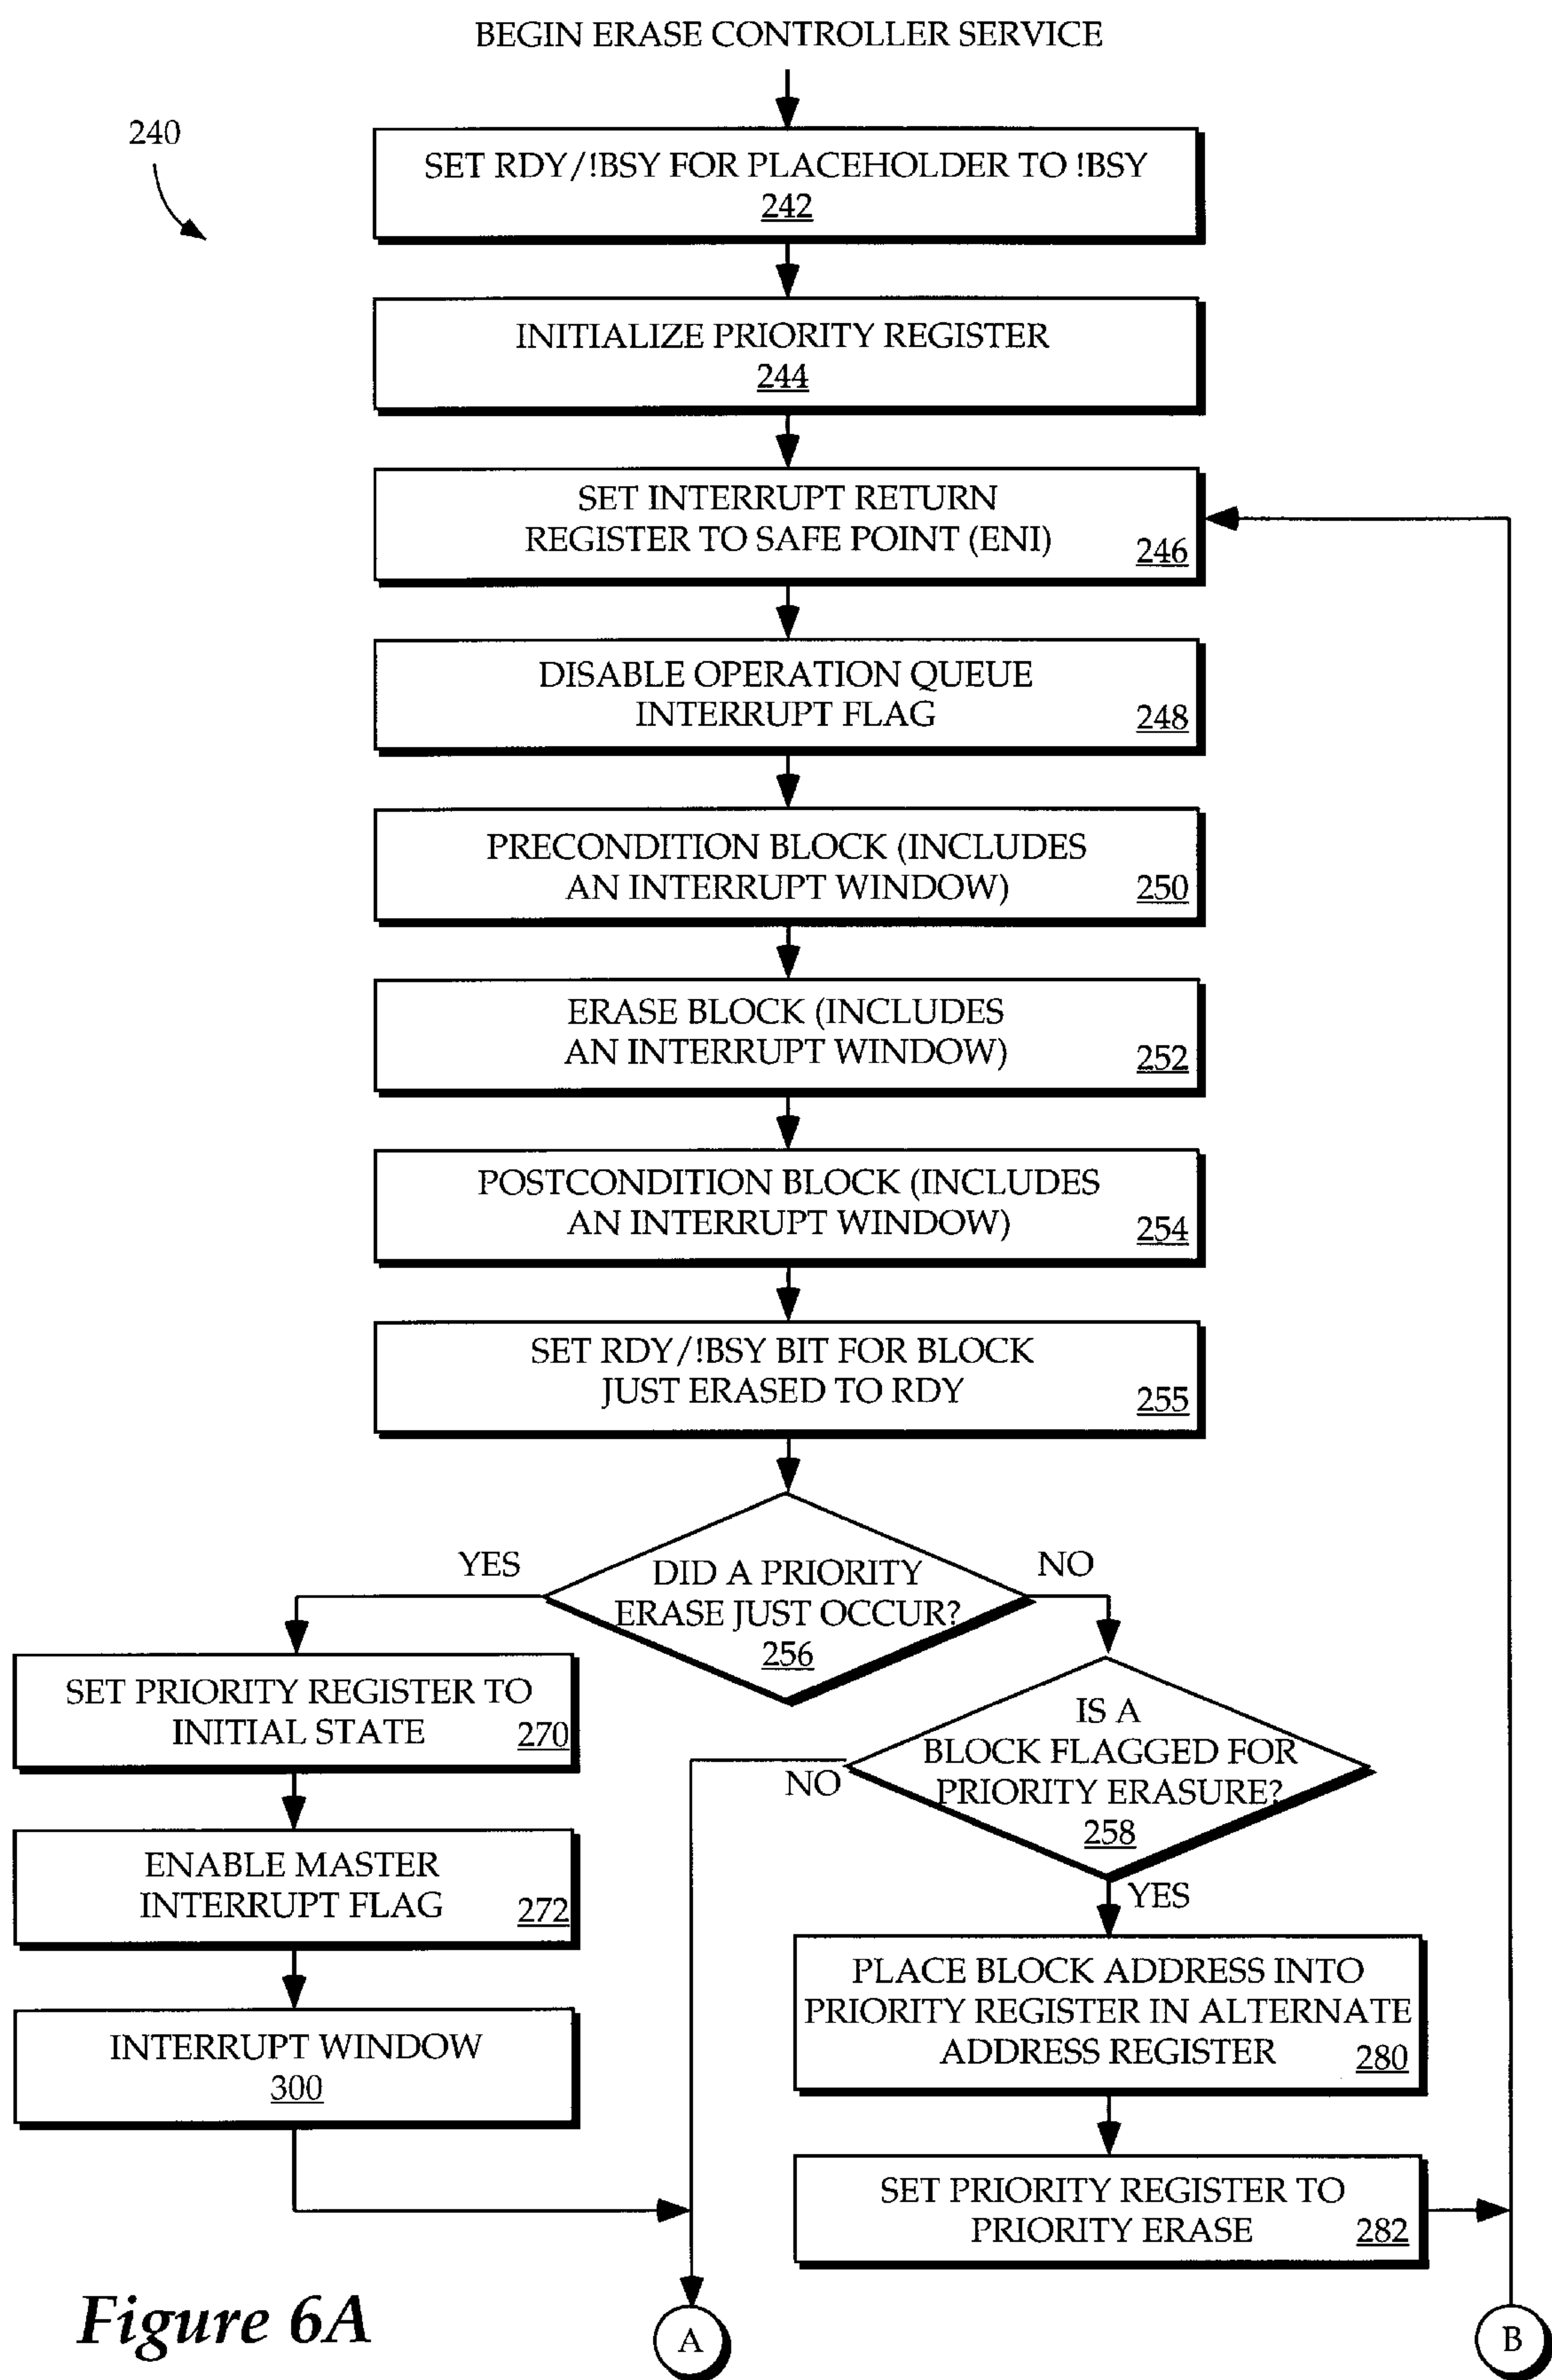 BEGIN ERASE CONTROLLER SERVICE
240
SET RDY/!BSY FOR PLACEHOLDER TO !BSY
242
INITIALIZE PRIORITY REGISTER
244
SET INTERRUPT RETURN
REGISTER TO SAFE POINT (ENI)
246
DISABLE OPERATION QUEUE
INTERRUPT FLAG
248
PRECONDITION BLOCK (INCLUDES
AN INTERRUPT WINDOW)
250
ERASE BLOCK (INCLUDES
AN INTERRUPT WINDOW)
252
POSTCONDITION BLOCK (INCLUDES
AN INTERRUPT WINDOW)
254
SET RDY/!BSY BIT FOR BLOCK
JUST ERASED TO RDY
255
YES
DID A PRIORITY
ERASE JUST OCCUR?
256
NO
SET PRIORITY REGISTER TO
INITIAL STATE
270
IS A
BLOCK FLAGGED FOR
PRIORITY ERASURE?
258
NO
YES
ENABLE MASTER
INTERRUPT FLAG
272
PLACE BLOCK ADDRESS INTO
PRIORITY REGISTER IN ALTERNATE
ADDRESS REGISTER
280
INTERRUPT WINDOW
300
SET PRIORITY REGISTER TO
PRIORITY ERASE
282
Figure 6A
A
B